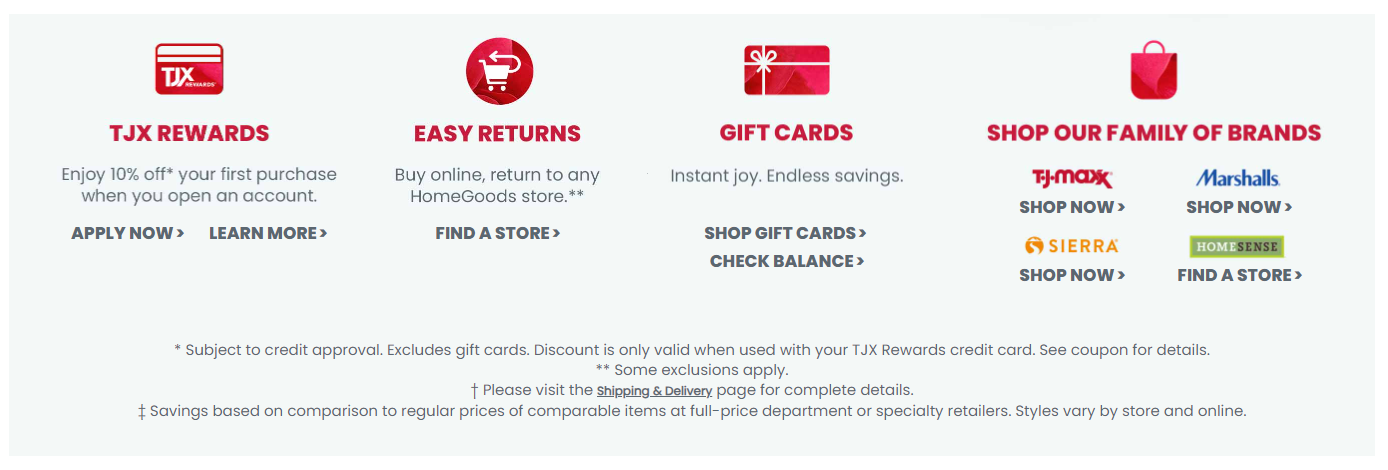 TJX
REWARDS
TJX REWARDS
Enjoy 10% off* your first purchase
when you open an account.
APPLY NOW > LEARN MORE >
EASY RETURNS
Buy online, return to any
HomeGoods store.**
FIND A STORE >
GIFT CARDS
Instant joy. Endless savings.
SHOP GIFT CARDS >
CHECK BALANCE >
SHOP OUR FAMILY OF BRANDS
T·J·maxx
SHOP NOW >
Marshalls.
SHOP NOW >
SIERRA
SHOP NOW >
HOMESENSE
FIND A STORE >
* Subject to credit approval. Excludes gift cards. Discount is only valid when used with your TJX Rewards credit card. See coupon for details.
** Some exclusions apply.
† Please visit the Shipping & Delivery page for complete details.
‡ Savings based on comparison to regular prices of comparable items at full-price department or specialty retailers. Styles vary by store and online.